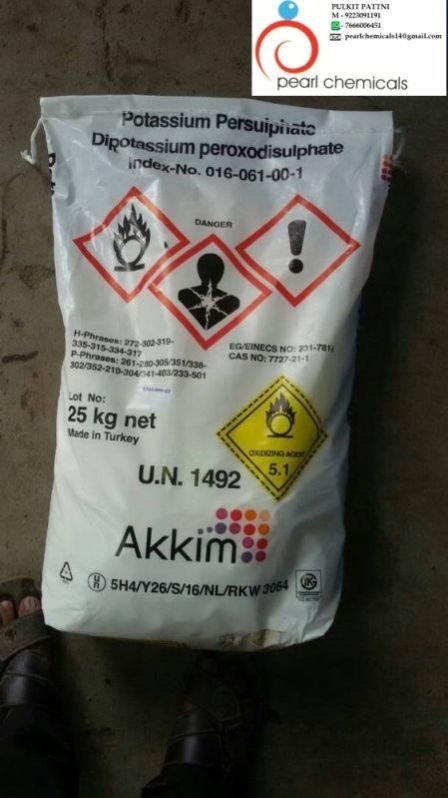 PULKIT PATTNI
M - 9223091191
- 7666006451
pearlchemicals14@gmail.com
pearl chemicals
Potassium Persulphate
Dipotassium peroxodisulphate
Index-No. 016-061-00-1
DANGER
H-Phrases: 272-302-319-
335-315-334-317
P-Phrases: 261-280-305/351/338-
302/352-210-304/341-403/233-501
EG/EINECS NO: 231-781-
CAS NO: 7727-21-1
Lot No:
25 kg net
Made in Turkey
OXIDIZING AGENT
5.1
U.N. 1492
Akkim
5H4/Y26/S/16/NL/RKW 3064